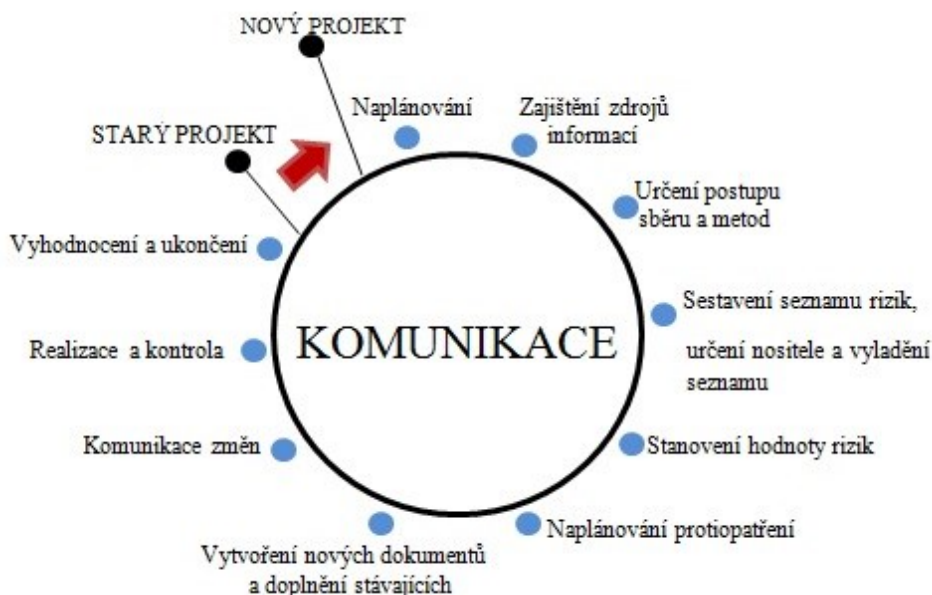 NOVÝ PROJEKT
STARÝ PROJEKT
Naplánování
Zajištění zdrojů
informací
Určení postupu
sběru a metod
Sestavení seznamu rizik,
určení nositele a vyladění
seznamu
Stanovení hodnoty rizik
Naplánování protiopatření
Vytvoření nových dokumentů
a doplnění stávajících
Komunikace změn
Realizace a kontrola
Vyhodnocení a ukončení
KOMUNIKACE